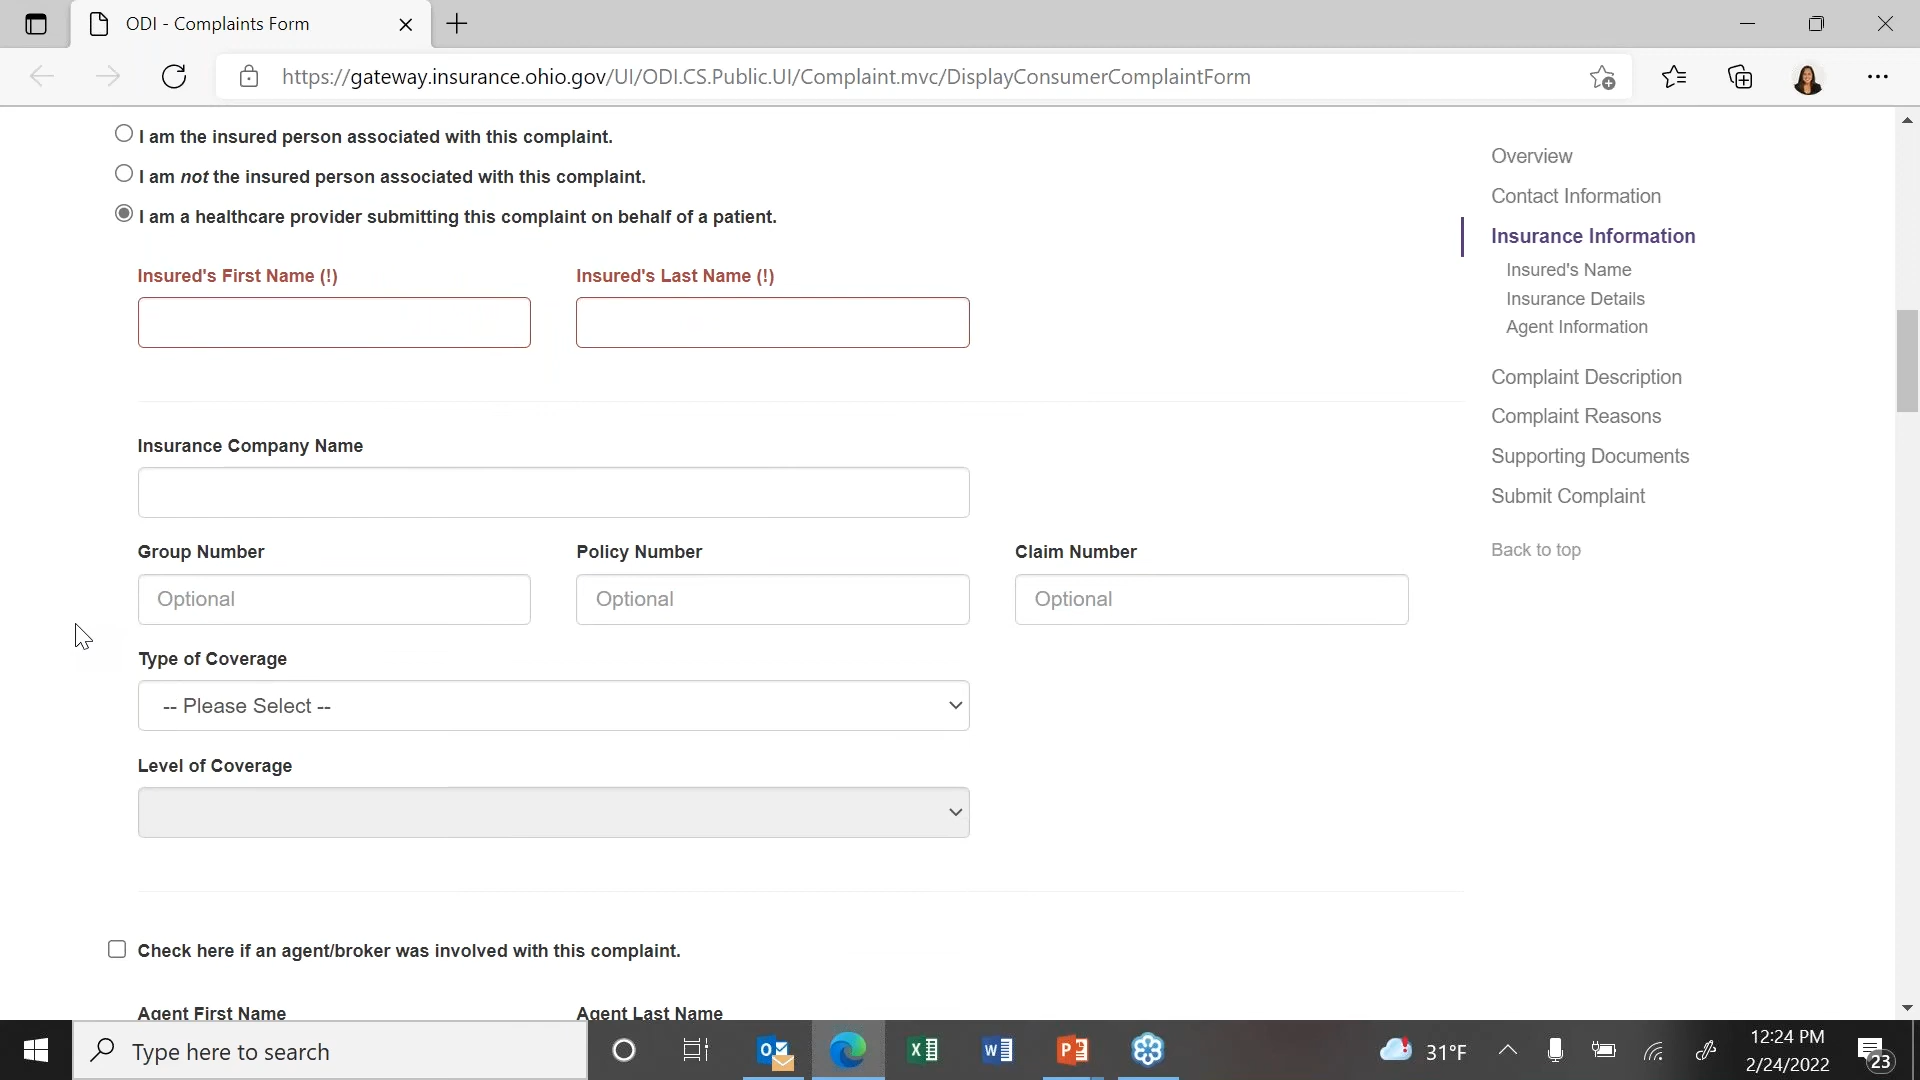 ODI - Complaints Form
https://gateway.insurance.ohio.gov/UI/ODI.CS.Public.UI/Complaint.mvc/DisplayConsumerComplaintForm
I am the insured person associated with this complaint.
I am not the insured person associated with this complaint.
I am a healthcare provider submitting this complaint on behalf of a patient.
Insured's First Name (!)
Insured's Last Name (!)
Insurance Company Name
Group Number
Policy Number
Claim Number
Optional
Optional
Optional
Type of Coverage
-- Please Select --
Level of Coverage
Check here if an agent/broker was involved with this complaint.
Agent First Name
Agent Last Name
Overview
Contact Information
Insurance Information
Insured's Name
Insurance Details
Agent Information
Complaint Description
Complaint Reasons
Supporting Documents
Submit Complaint
Back to top
Type here to search
31°F
12:24 PM
2/24/2022
23